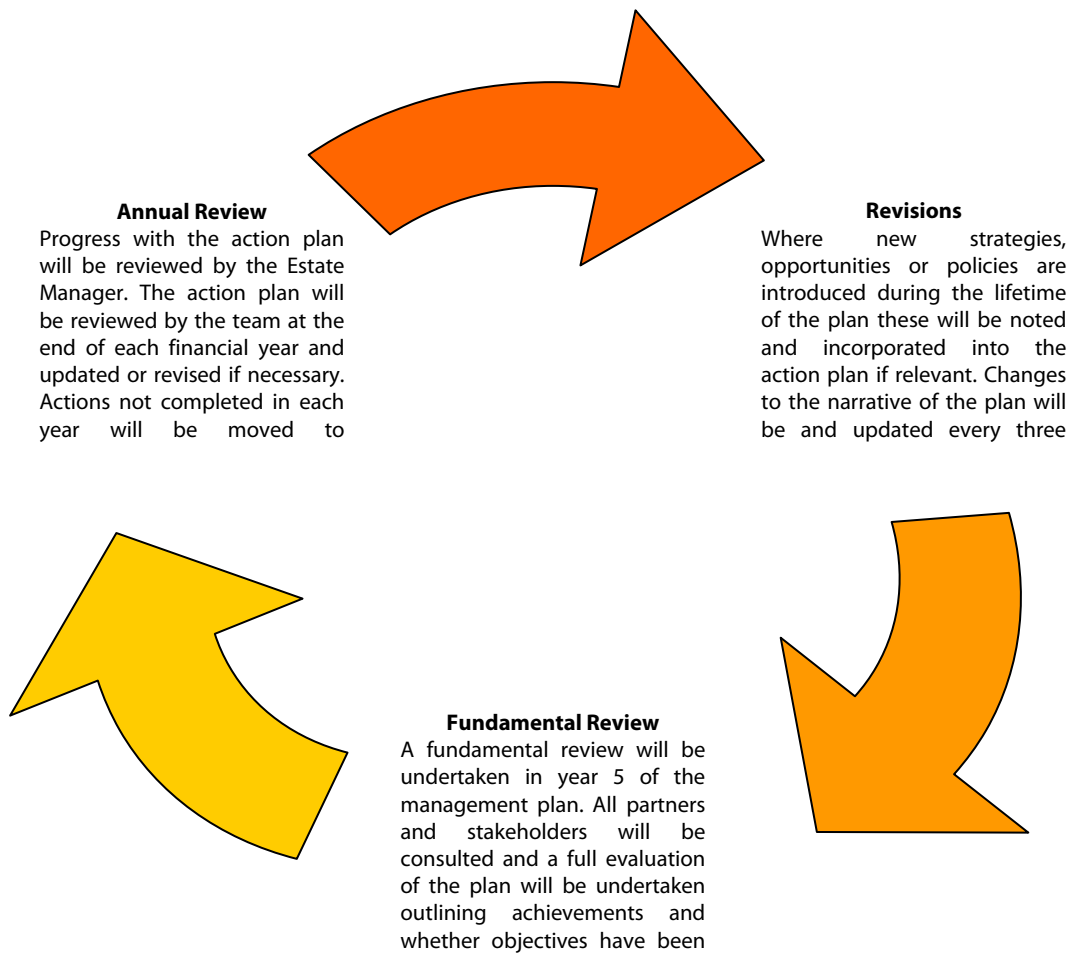 Annual Review
Progress with the action plan
will be reviewed by the Estate
Manager. The action plan will
be reviewed by the team at the
end of each financial year and
updated or revised if necessary.
Actions not completed in each
year will be moved to
Revisions
Where new strategies,
opportunities or policies are
introduced during the lifetime
of the plan these will be noted
and incorporated into the
action plan if relevant. Changes
to the narrative of the plan will
be and updated every three
Fundamental Review
A fundamental review will be
undertaken in year 5 of the
management plan. All partners
and stakeholders will be
consulted and a full evaluation
of the plan will be undertaken
outlining achievements and
whether objectives have been